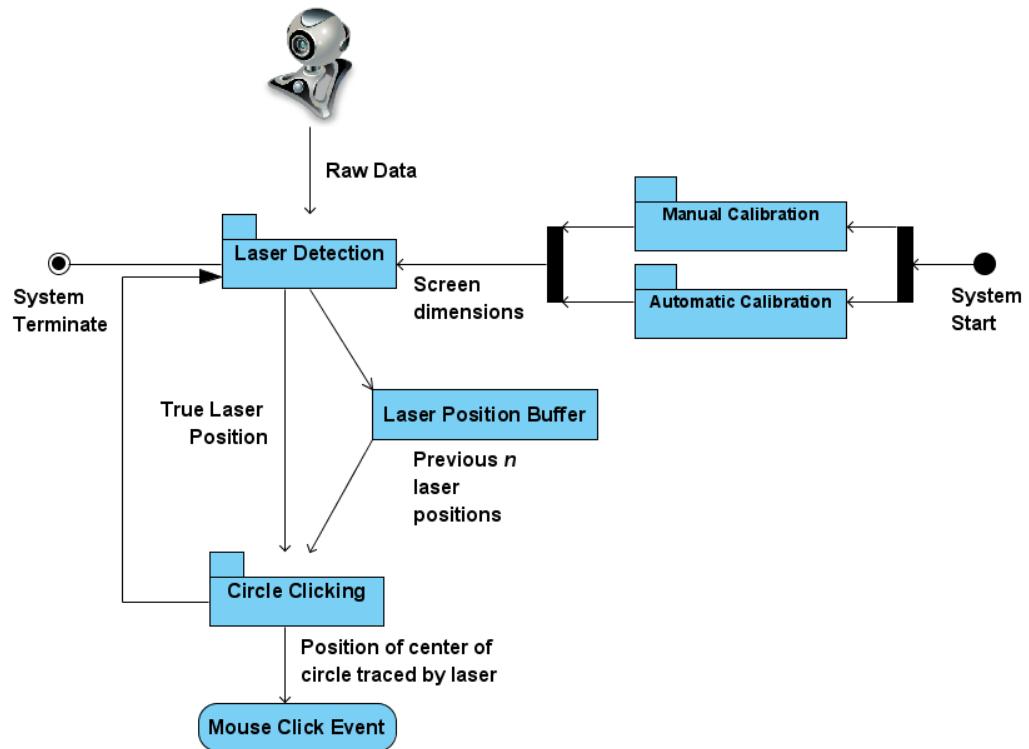 Raw Data
Manual Calibration
Laser Detection
Automatic Calibration
System
Terminate
Screen
dimensions
System
Start
True Laser
Position
Laser Position Buffer
Previous n
laser
positions
Circle Clicking
Position of center of
circle traced by laser
Mouse Click Event